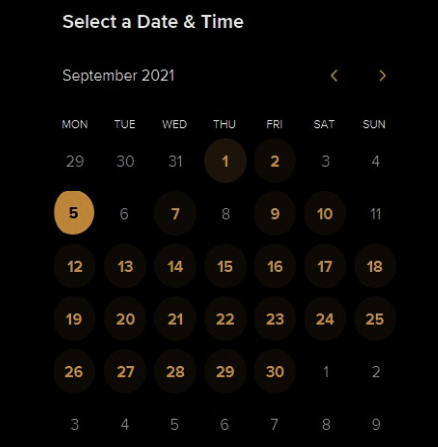 Select a Date & Time
September 2021
MON TUE WED THU FRI SAT SUN
29 30 31 1 2 3 4
5 6 7 8 9 10 11
12 13 14 15 16 17 18
19 20 21 22 23 24 25
26 27 28 29 30 1 2
3 4 5 6 7 8 9